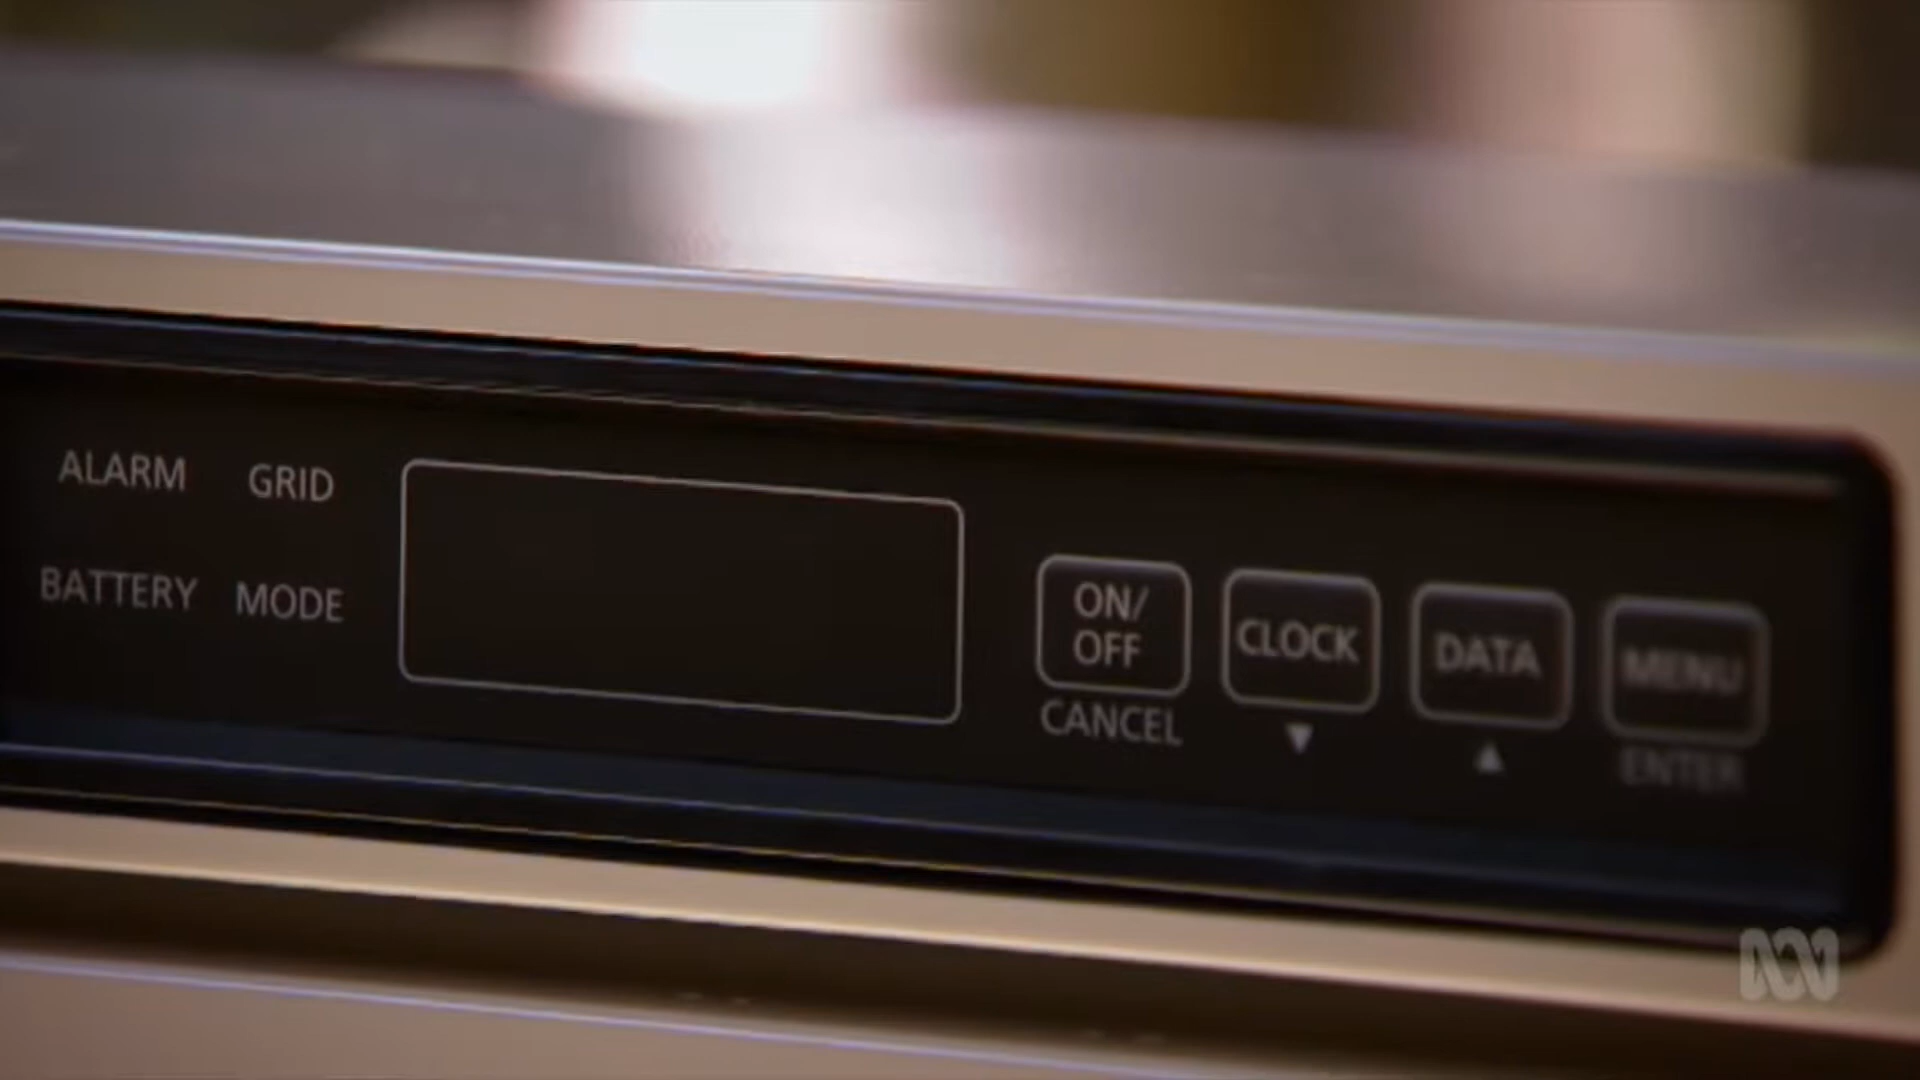 ALARM GRID
BATTERY MODE
ON/
OFF
CANCEL
CLOCK
▼
DATA
▲
MENU
ENTER